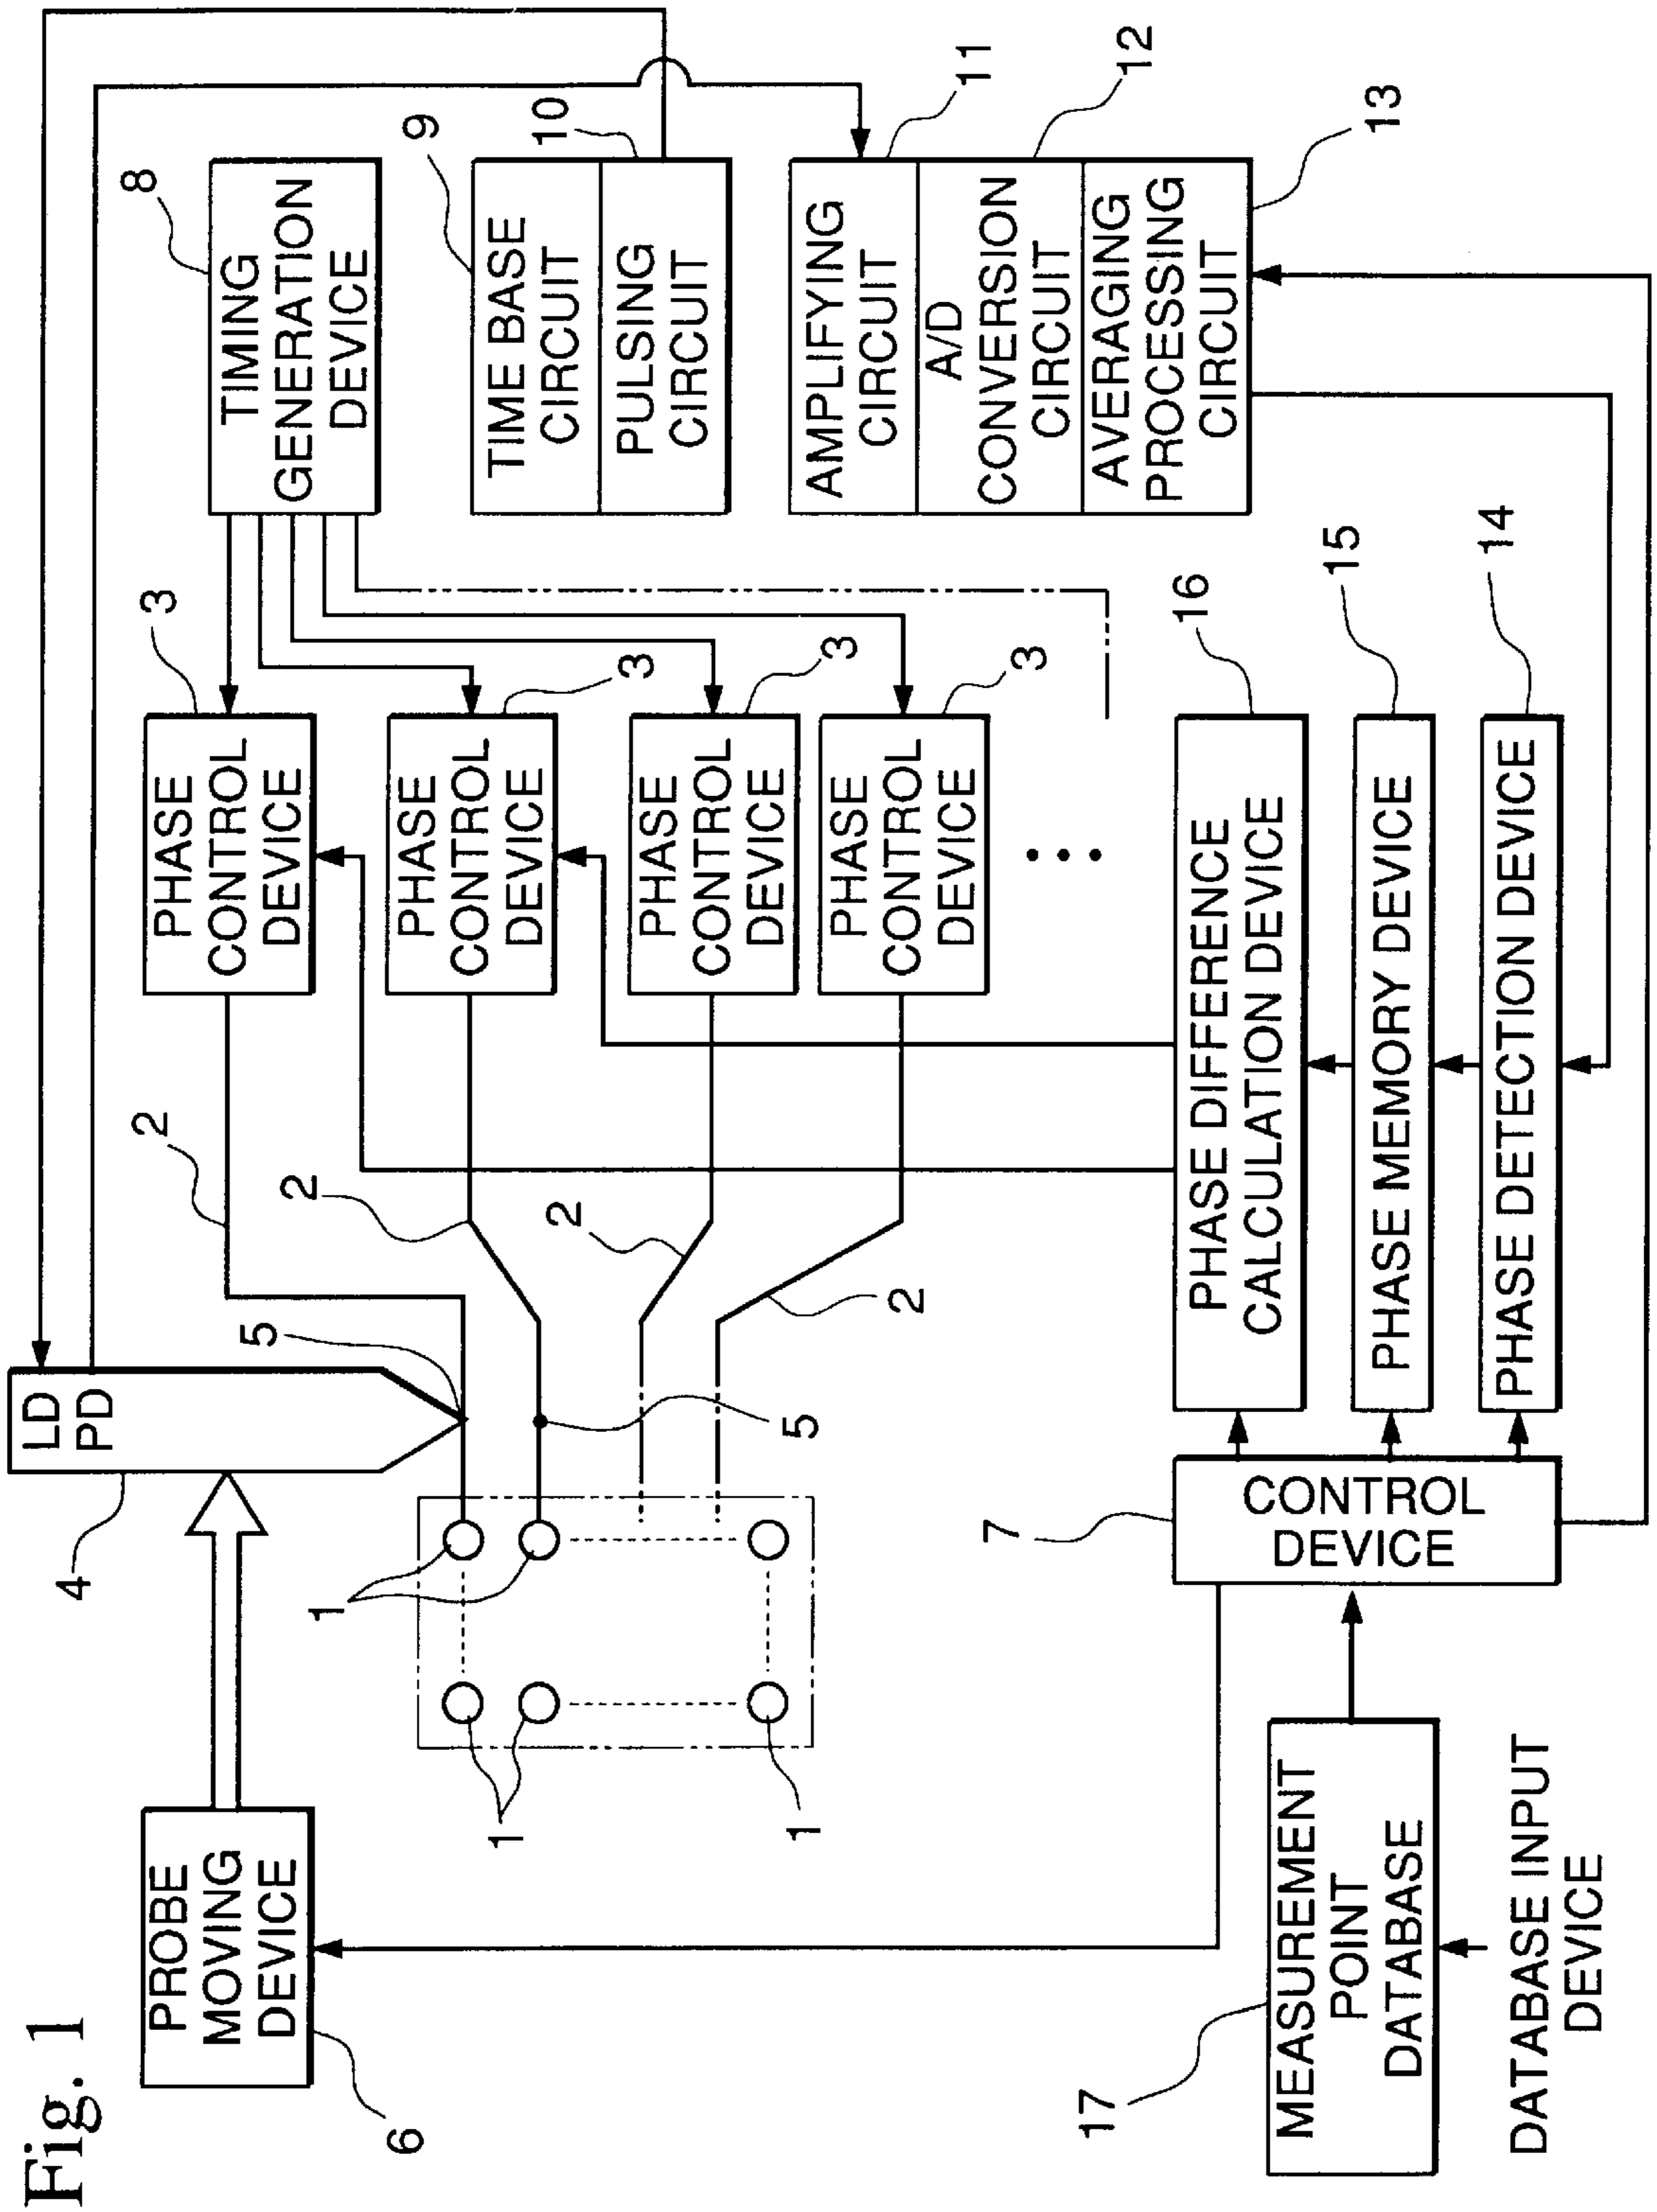 Fig. 1
6
PROBE
MOVING
DEVICE
4
LD
PD
5
5
1
1
1
2
2
2
2
3
PHASE
CONTROL
DEVICE
3
PHASE
CONTROL
DEVICE
3
PHASE
CONTROL
DEVICE
3
PHASE
CONTROL
DEVICE
8
TIMING
GENERATION
DEVICE
9
TIME BASE
CIRCUIT
10
PULSING
CIRCUIT
11
AMPLIFYING
CIRCUIT
12
A/D
CONVERSION
CIRCUIT
13
AVERAGING
PROCESSING
CIRCUIT
16
PHASE DIFFERENCE
CALCULATION DEVICE
15
PHASE MEMORY DEVICE
14
PHASE DETECTION DEVICE
7
CONTROL
DEVICE
17
MEASUREMENT
POINT
DATABASE
DATABASE INPUT
DEVICE